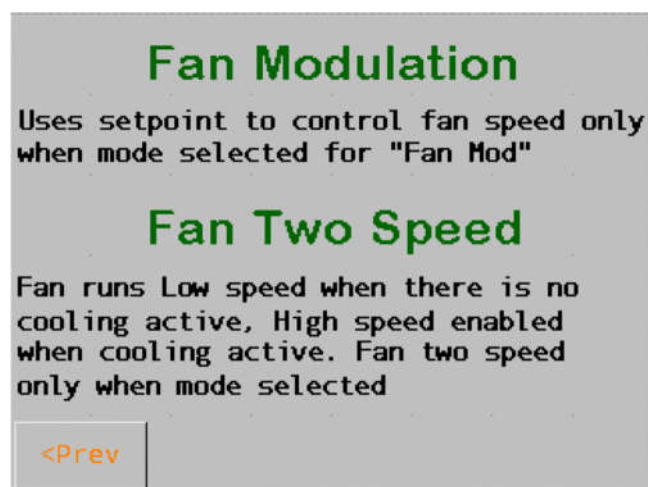 Fan Modulation
Uses setpoint to control fan speed only
when mode selected for "Fan Mod"
Fan Two Speed
Fan runs Low speed when there is no
cooling active, High speed enabled
when cooling active. Fan two speed
only when mode selected
<Prev